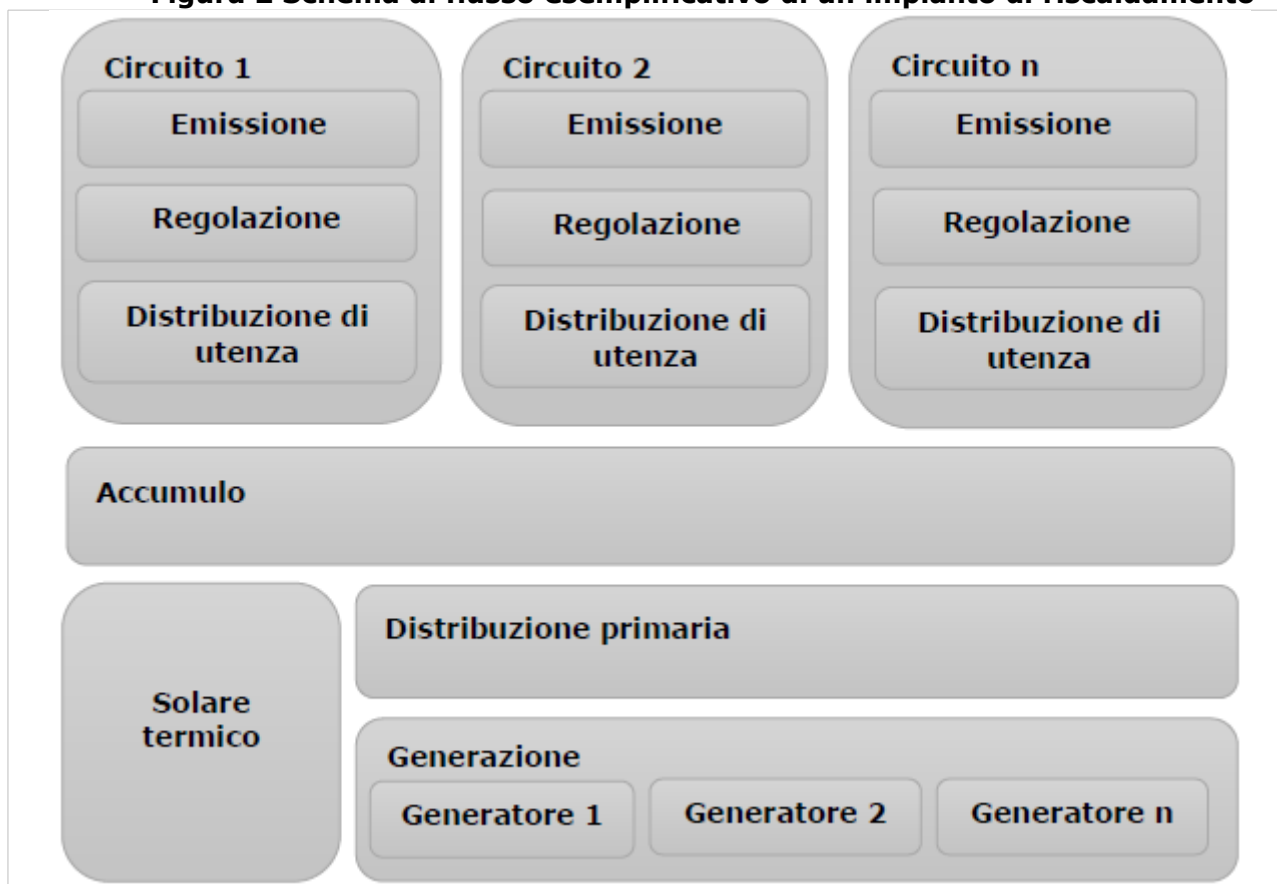 Figura 2 Schema di flusso esemplificativo di un impianto di riscaldamento
Circuito 1
Emissione
Regolazione
Distribuzione di
utenza
Circuito 2
Emissione
Regolazione
Distribuzione di
utenza
Circuito n
Emissione
Regolazione
Distribuzione di
utenza
Accumulo
Solare
termico
Distribuzione primaria
Generazione
Generatore 1
Generatore 2
Generatore n